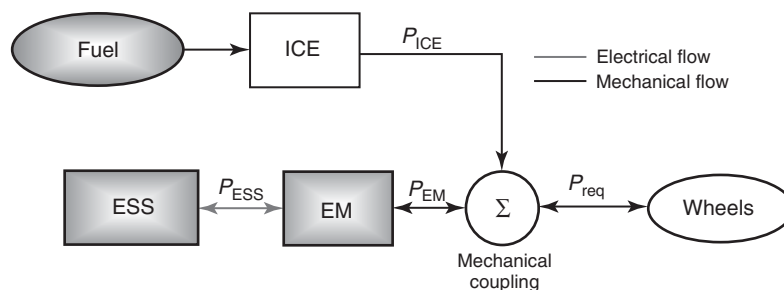 Fuel
ICE
P_ICE
Electrical flow
Mechanical flow
ESS
P_ESS
EM
P_EM
Σ
P_req
Wheels
Mechanical
coupling